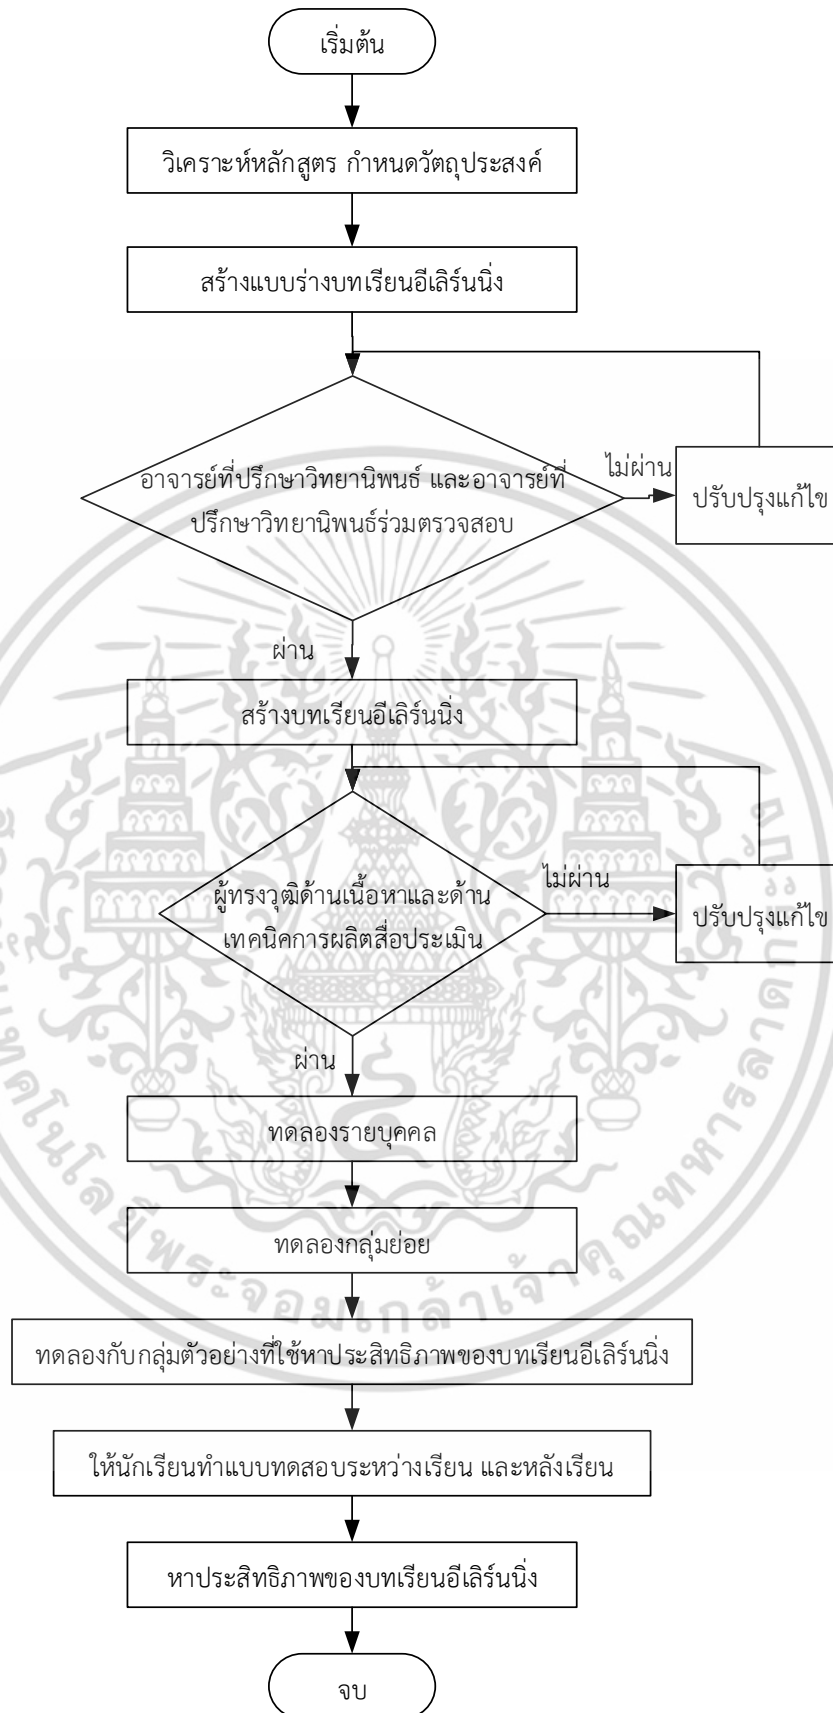 เริ่มต้น
วิเคราะห์หลักสูตร กำหนดวัตถุประสงค์
สร้างแบบร่างบทเรียนอีเลิร์นนิ่ง
อาจารย์ที่ปรึกษาวิทยานิพนธ์ และอาจารย์ที่
ปรึกษาวิทยานิพนธ์ร่วมตรวจสอบ
ไม่ผ่าน
ปรับปรุงแก้ไข
ผ่าน
สร้างบทเรียนอีเลิร์นนิ่ง
ผู้ทรงวุฒิด้านเนื้อหาและด้าน
เทคนิคการผลิตสื่อประเมิน
ไม่ผ่าน
ปรับปรุงแก้ไข
ผ่าน
ทดลองรายบุคคล
ทดลองกลุ่มย่อย
ทดลองกับกลุ่มตัวอย่างที่ใช้หาประสิทธิภาพของบทเรียนอีเลิร์นนิ่ง
ให้นักเรียนทำแบบทดสอบระหว่างเรียน และหลังเรียน
หาประสิทธิภาพของบทเรียนอีเลิร์นนิ่ง
จบ